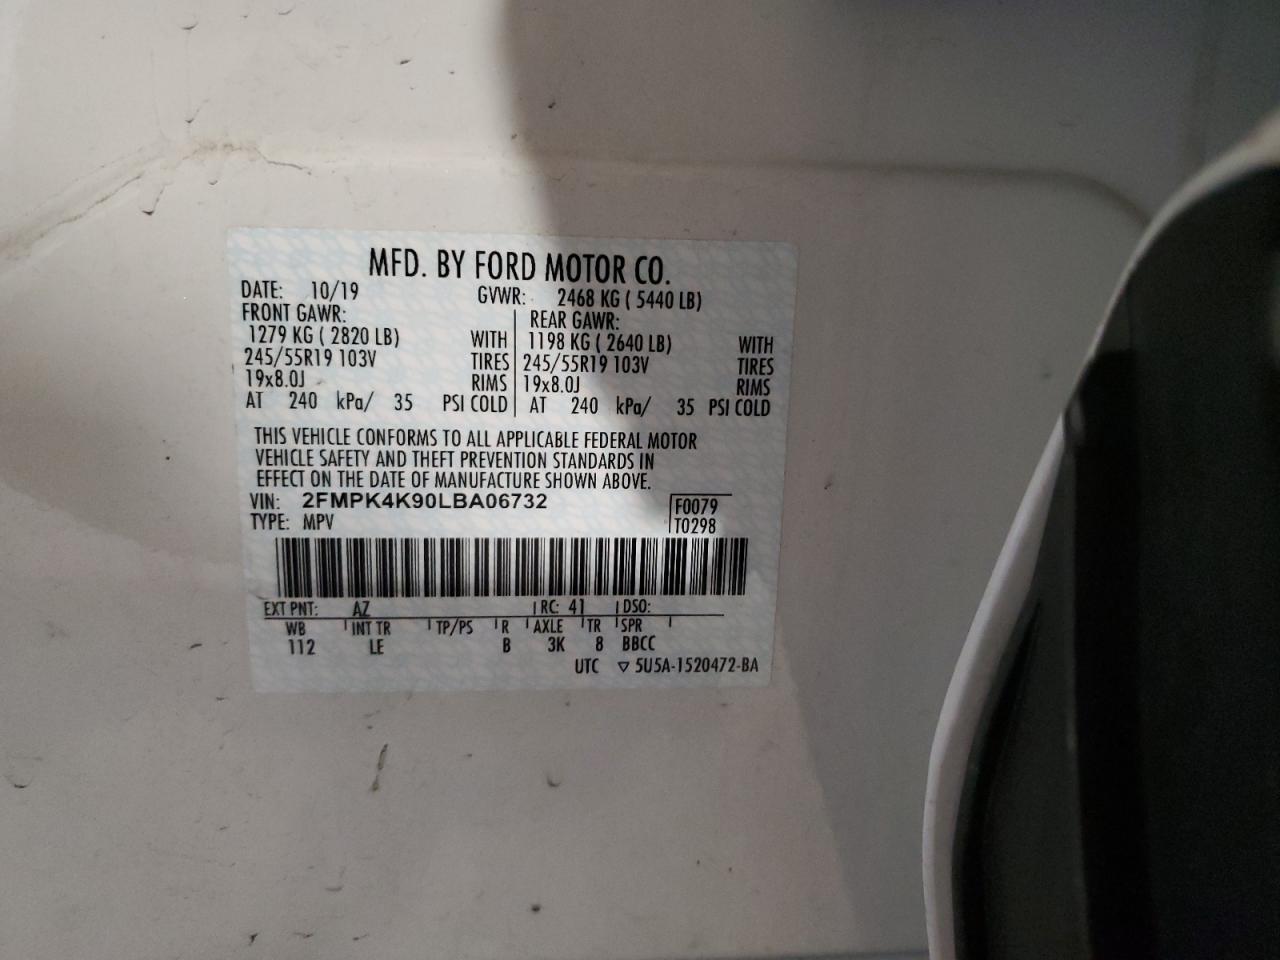 MFD. BY FORD MOTOR CO.
DATE: 10/19 GVWR: 2468 KG ( 5440 LB)
FRONT GAWR: REAR GAWR:
1279 KG ( 2820 LB) WITH 1198 KG ( 2640 LB) WITH
245/55R19 103V TIRES 245/55R19 103V TIRES
19x8.0J RIMS 19x8.0J RIMS
AT 240 kPa/ 35 PSI COLD AT 240 kPa/ 35 PSI COLD
THIS VEHICLE CONFORMS TO ALL APPLICABLE FEDERAL MOTOR
VEHICLE SAFETY AND THEFT PREVENTION STANDARDS IN
EFFECT ON THE DATE OF MANUFACTURE SHOWN ABOVE.
VIN: 2FMPK4K90LBA06732 F0079
TYPE: MPV T0298
EXT PNT: AZ RC: 41 DSO:
WB INT TR TP/PS R AXLE TR SPR
112 LE B 3K 8 BBCC
UTC ▽ 5U5A-1520472-BA